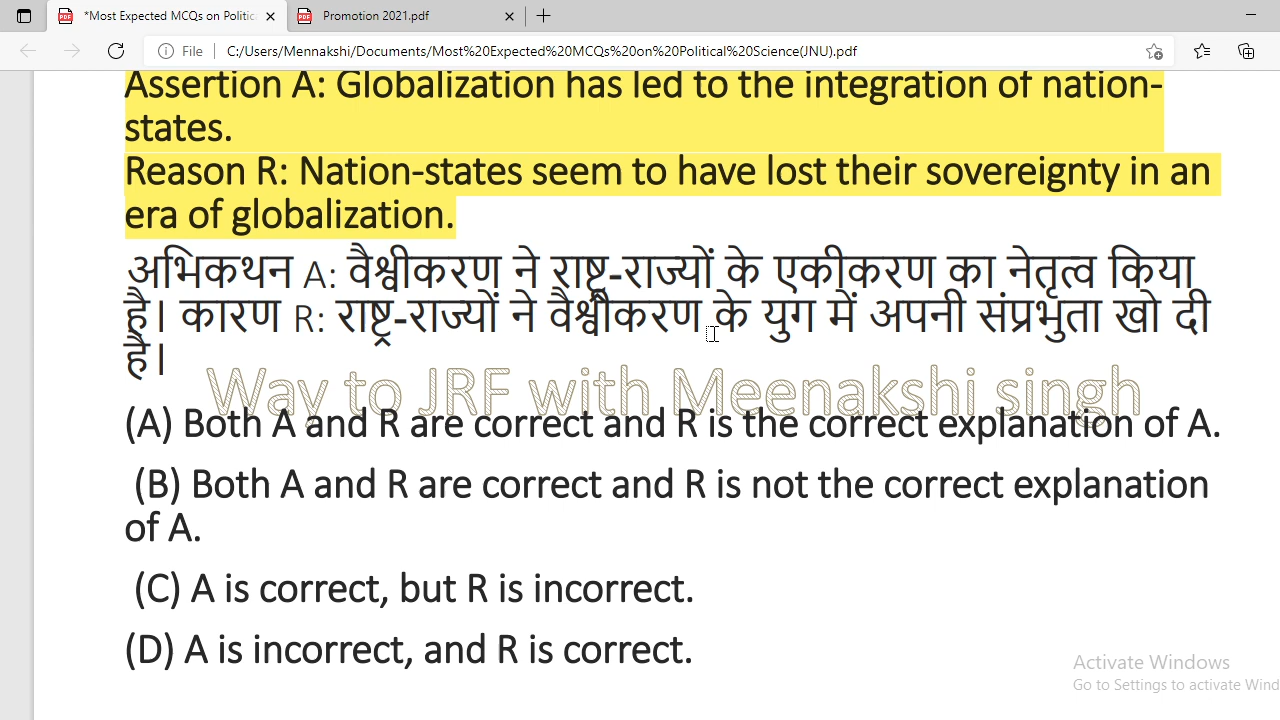 *Most Expected MCQs on Politic
Promotion 2021.pdf
File
C:/Users/Mennakshi/Documents/Most%20Expected%20MCQs%20on%20Political%20Science(JNU).pdf
Assertion A: Globalization has led to the integration of nation-
states.
Reason R: Nation-states seem to have lost their sovereignty in an
era of globalization.
अभिकथन A: वैश्वीकरण ने राष्ट्र-राज्यों के एकीकरण का नेतृत्व किया
है। कारण R: राष्ट्र-राज्यों ने वैश्वीकरण के युग में अपनी संप्रभुता खो दी
है।
Way to JRF with Meenakshi singh
(A) Both A and R are correct and R is the correct explanation of A.
(B) Both A and R are correct and R is not the correct explanation
of A.
(C) A is correct, but R is incorrect.
(D) A is incorrect, and R is correct.
Activate Windows
Go to Settings to activate Wind